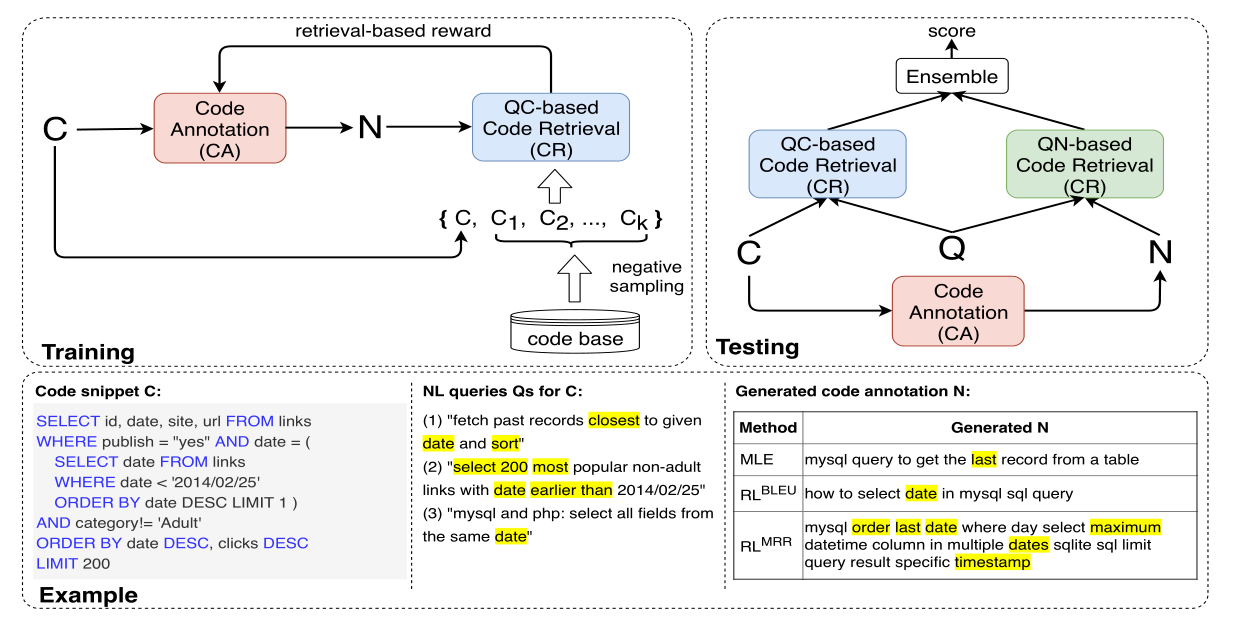 retrieval-based reward
C
Code
Annotation
(CA)
N
QC-based
Code Retrieval
(CR)
{ C, C1, C2, ..., Ck }
negative
sampling
code base
Training
score
Ensemble
QC-based
Code Retrieval
(CR)
QN-based
Code Retrieval
(CR)
C
Q
N
Code
Annotation
(CA)
Testing
Code snippet C:
SELECT id, date, site, url FROM links
WHERE publish = "yes" AND date = (
SELECT date FROM links
WHERE date < '2014/02/25'
ORDER BY date DESC LIMIT 1 )
AND category!= 'Adult'
ORDER BY date DESC, clicks DESC
LIMIT 200
NL queries Qs for C:
(1) "fetch past records closest to given
date and sort"
(2) "select 200 most popular non-adult
links with date earlier than 2014/02/25"
(3) "mysql and php: select all fields from
the same date"
Generated code annotation N:
Method Generated N
MLE mysql query to get the last record from a table
RL^BLEU how to select date in mysql sql query
RL^MRR mysql order last date where day select maximum
datetime column in multiple dates sqlite sql limit
query result specific timestamp
Example